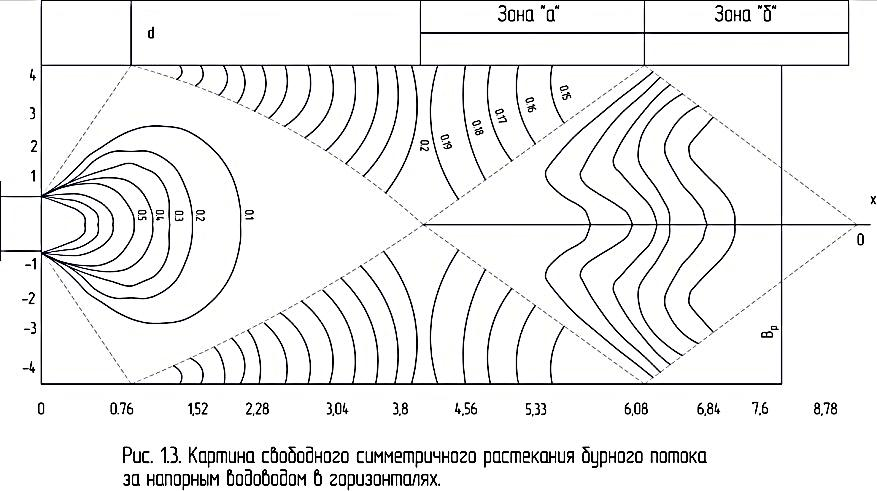 Зона "а" Зона "б"
d
4
3
2
1
-1
-2
-3
-4
0.5 0.4 0.3 0.2 0.1
0.2 0.19 0.18 0.17 0.16 0.15
x
0
Вр
0 0.76 1,52 2,28 3,04 3,8 4,56 5,33 6,08 6,84 7,6 8,78
Рис. 1.3. Картина свободного симметричного растекания бурного потока
за напорным водоводом в горизонталях.